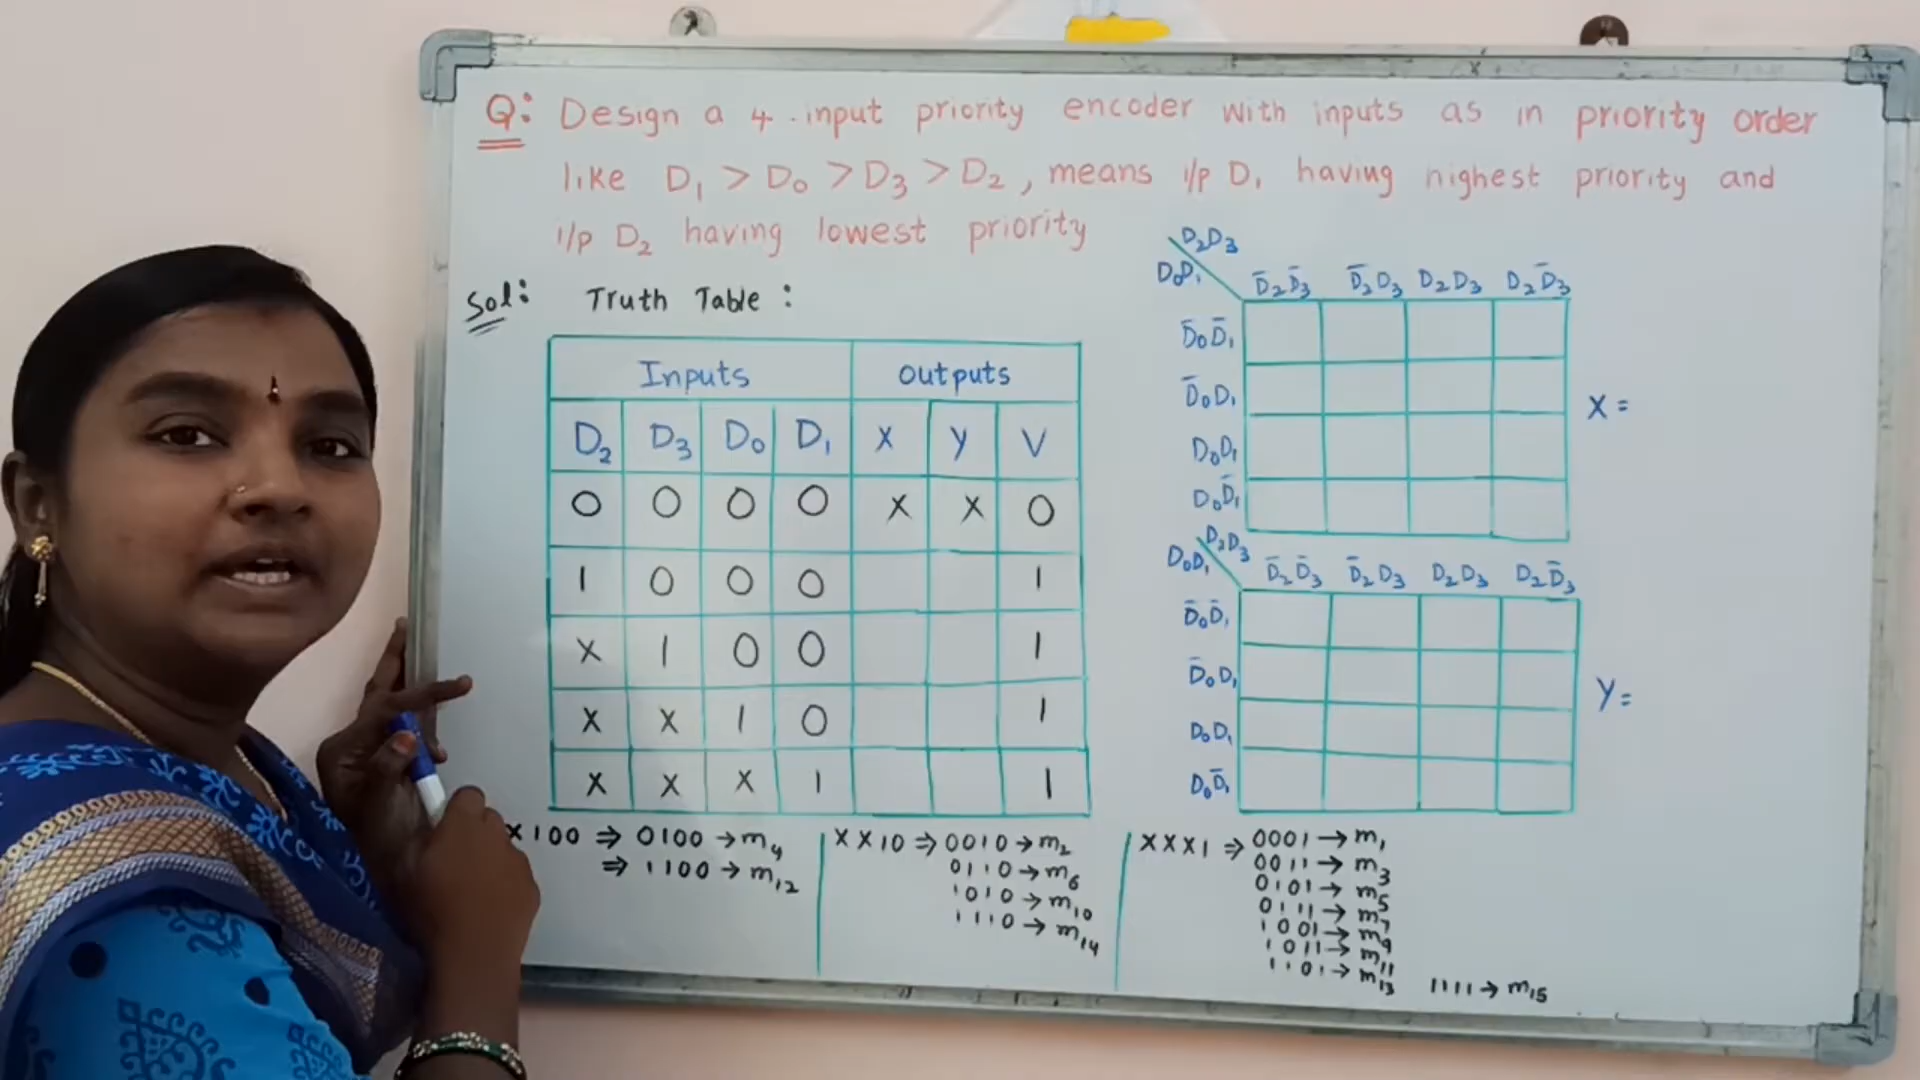 Q: Design a 4 input priority encoder with inputs as in priority order
like D₁ > D₀ > D₃ > D₂, means i/p D₁ having highest priority and
i/p D₂ having lowest priority
Sol: Truth Table :
Inputs Outputs
D₂ D₃ D₀ D₁ X Y V
0 0 0 0 X X 0
1 0 0 0 1
X 1 0 0 1
X X 1 0 1
X X X 1 1
D₂D₃
D₀D₁ D̅₂D̅₃ D̅₂D₃ D₂D₃ D₂D̅₃
D̅₀D̅₁
D̅₀D₁
D₀D₁
D₀D̅₁
X =
D₂D₃
D₀D₁ D̅₂D̅₃ D̅₂D₃ D₂D₃ D₂D̅₃
D̅₀D̅₁
D̅₀D₁
D₀D₁
D₀D̅₁
Y =
X100 ⇒ 0100 → m₄
⇒ 1100 → m₁₂
XX10 ⇒ 0010 → m₂
0110 → m₆
1010 → m₁₀
1110 → m₁₄
XXX1 ⇒ 0001 → m₁
0011 → m₃
0101 → m₅
0111 → m₇
1001 → m₉
1011 → m₁₁
1101 → m₁₃ 1111 → m₁₅